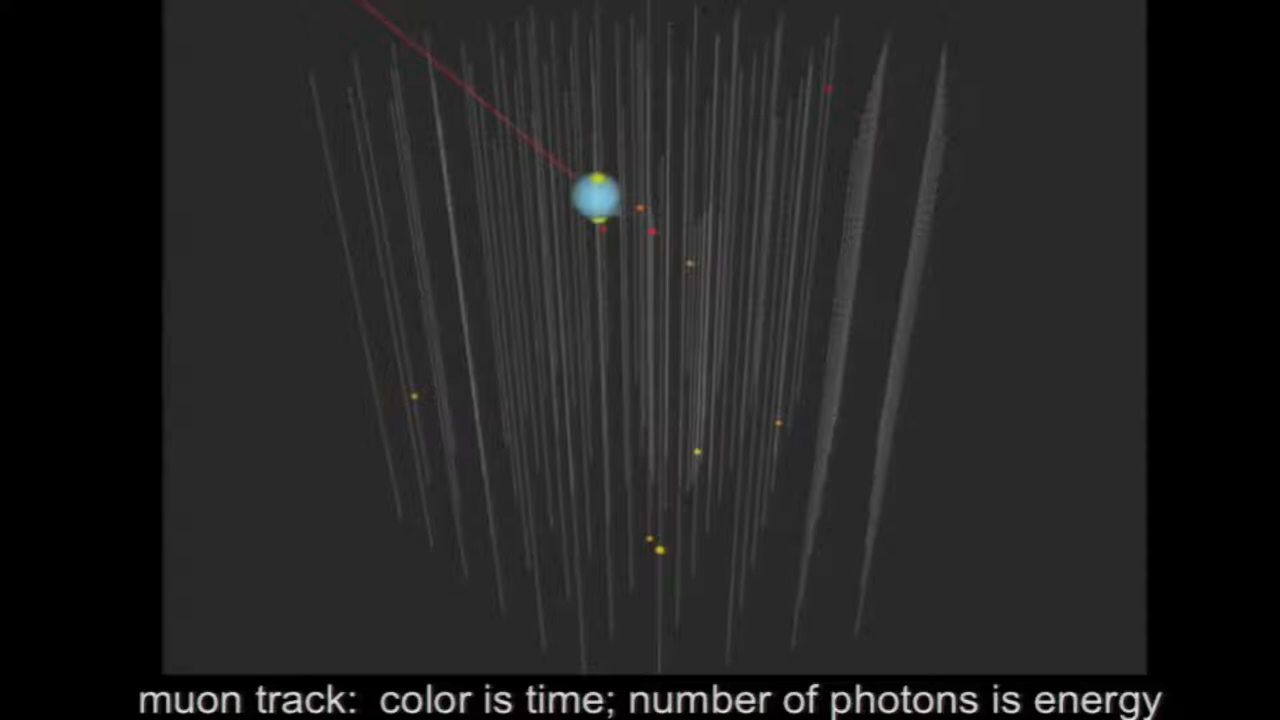 muon track: color is time; number of photons is energy